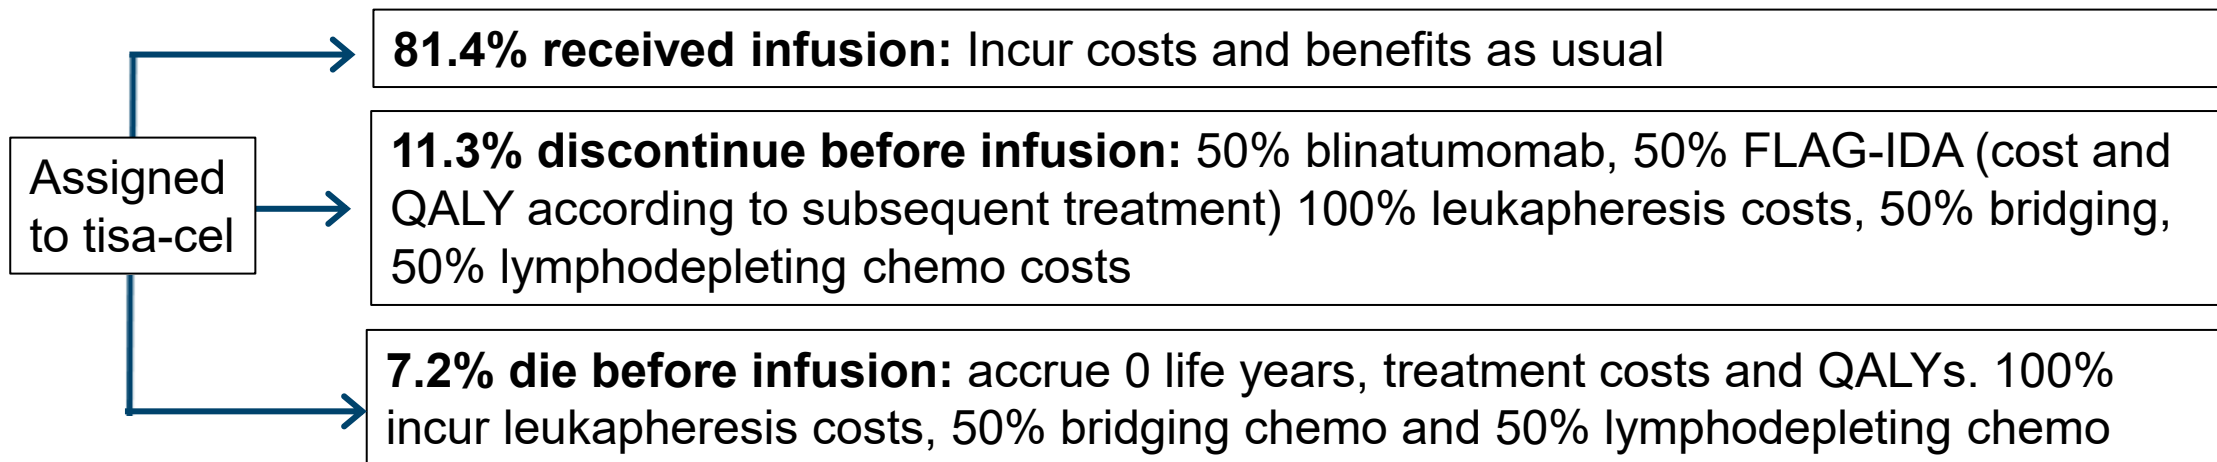 81.4% received infusion: Incur costs and benefits as usual
Assigned
to tisa-cel
11.3% discontinue before infusion: 50% blinatumomab, 50% FLAG-IDA (cost and
QALY according to subsequent treatment) 100% leukapheresis costs, 50% bridging,
50% lymphodepleting chemo costs
7.2% die before infusion: accrue 0 life years, treatment costs and QALYs. 100%
incur leukapheresis costs, 50% bridging chemo and 50% lymphodepleting chemo